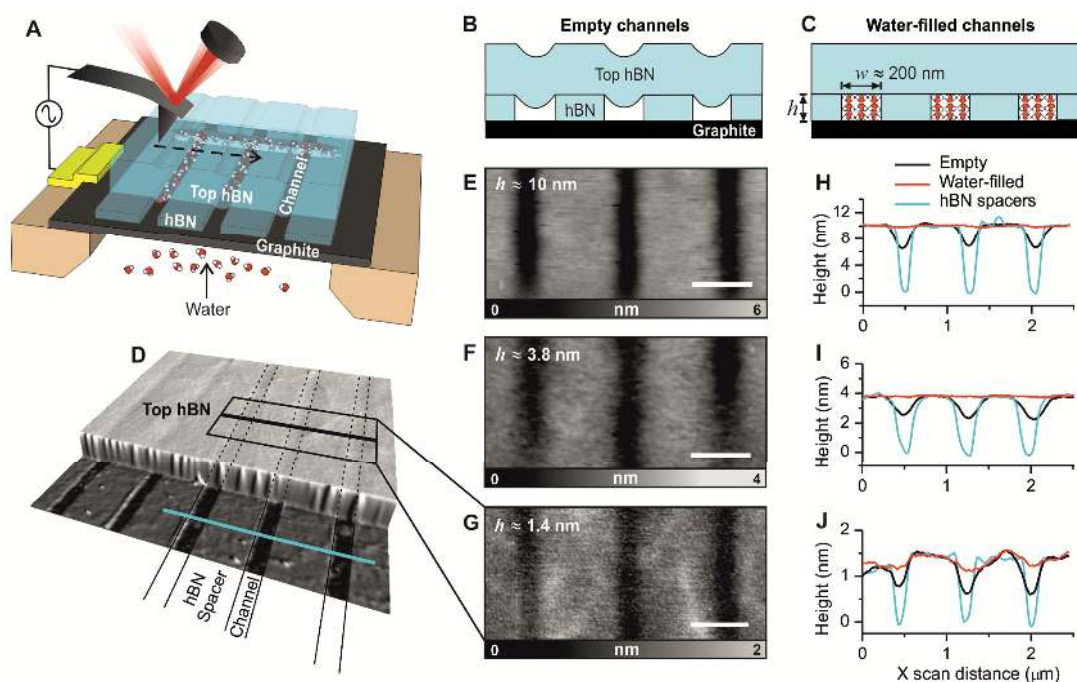 A
Top hBN
Channel
hBN
Graphite
Water
B
Empty channels
Top hBN
hBN
Graphite
C
Water-filled channels
w ≈ 200 nm
h
D
Top hBN
hBN
Spacer
Channel
E
h ≈ 10 nm
0 nm 6
F
h ≈ 3.8 nm
0 nm 4
G
h ≈ 1.4 nm
0 nm 2
Empty
Water-filled
hBN spacers
H
Height (nm)
12
8
4
0
0 1 2
I
Height (nm)
6
4
2
0
0 1 2
J
Height (nm)
2
1
0
0 1 2
X scan distance (μm)